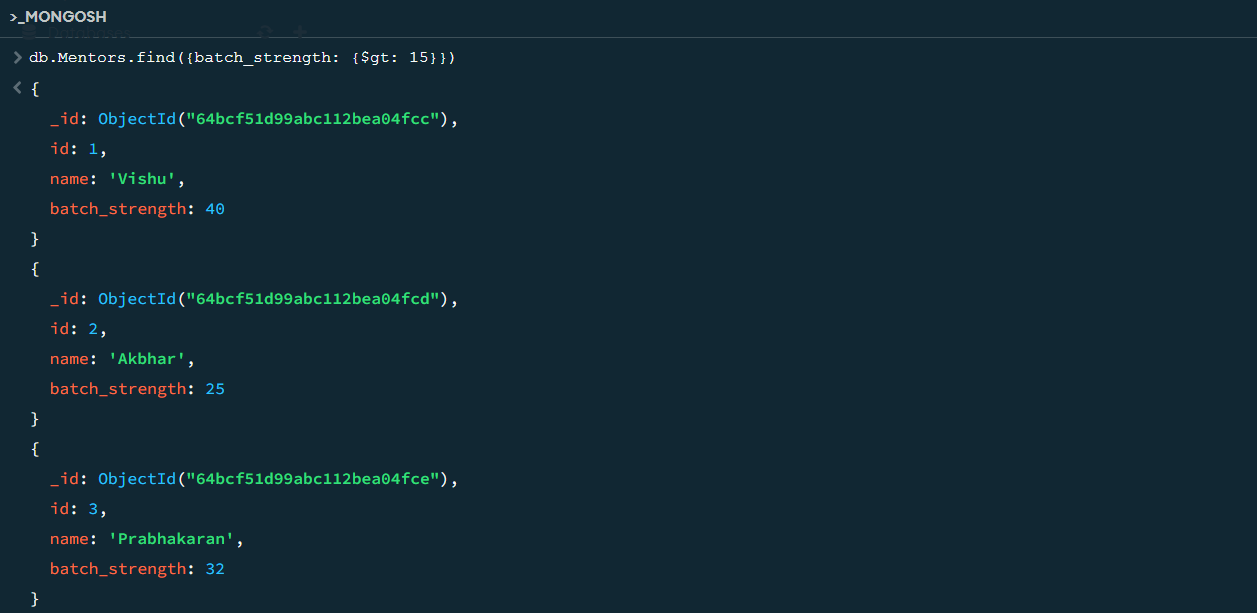 >_MONGOSH
> db.Mentors.find({batch_strength: {$gt: 15}})
< {
_id: ObjectId("64bcf51d99abc112bea04fcc"),
id: 1,
name: 'Vishu',
batch_strength: 40
}
{
_id: ObjectId("64bcf51d99abc112bea04fcd"),
id: 2,
name: 'Akbhar',
batch_strength: 25
}
{
_id: ObjectId("64bcf51d99abc112bea04fce"),
id: 3,
name: 'Prabhakaran',
batch_strength: 32
}